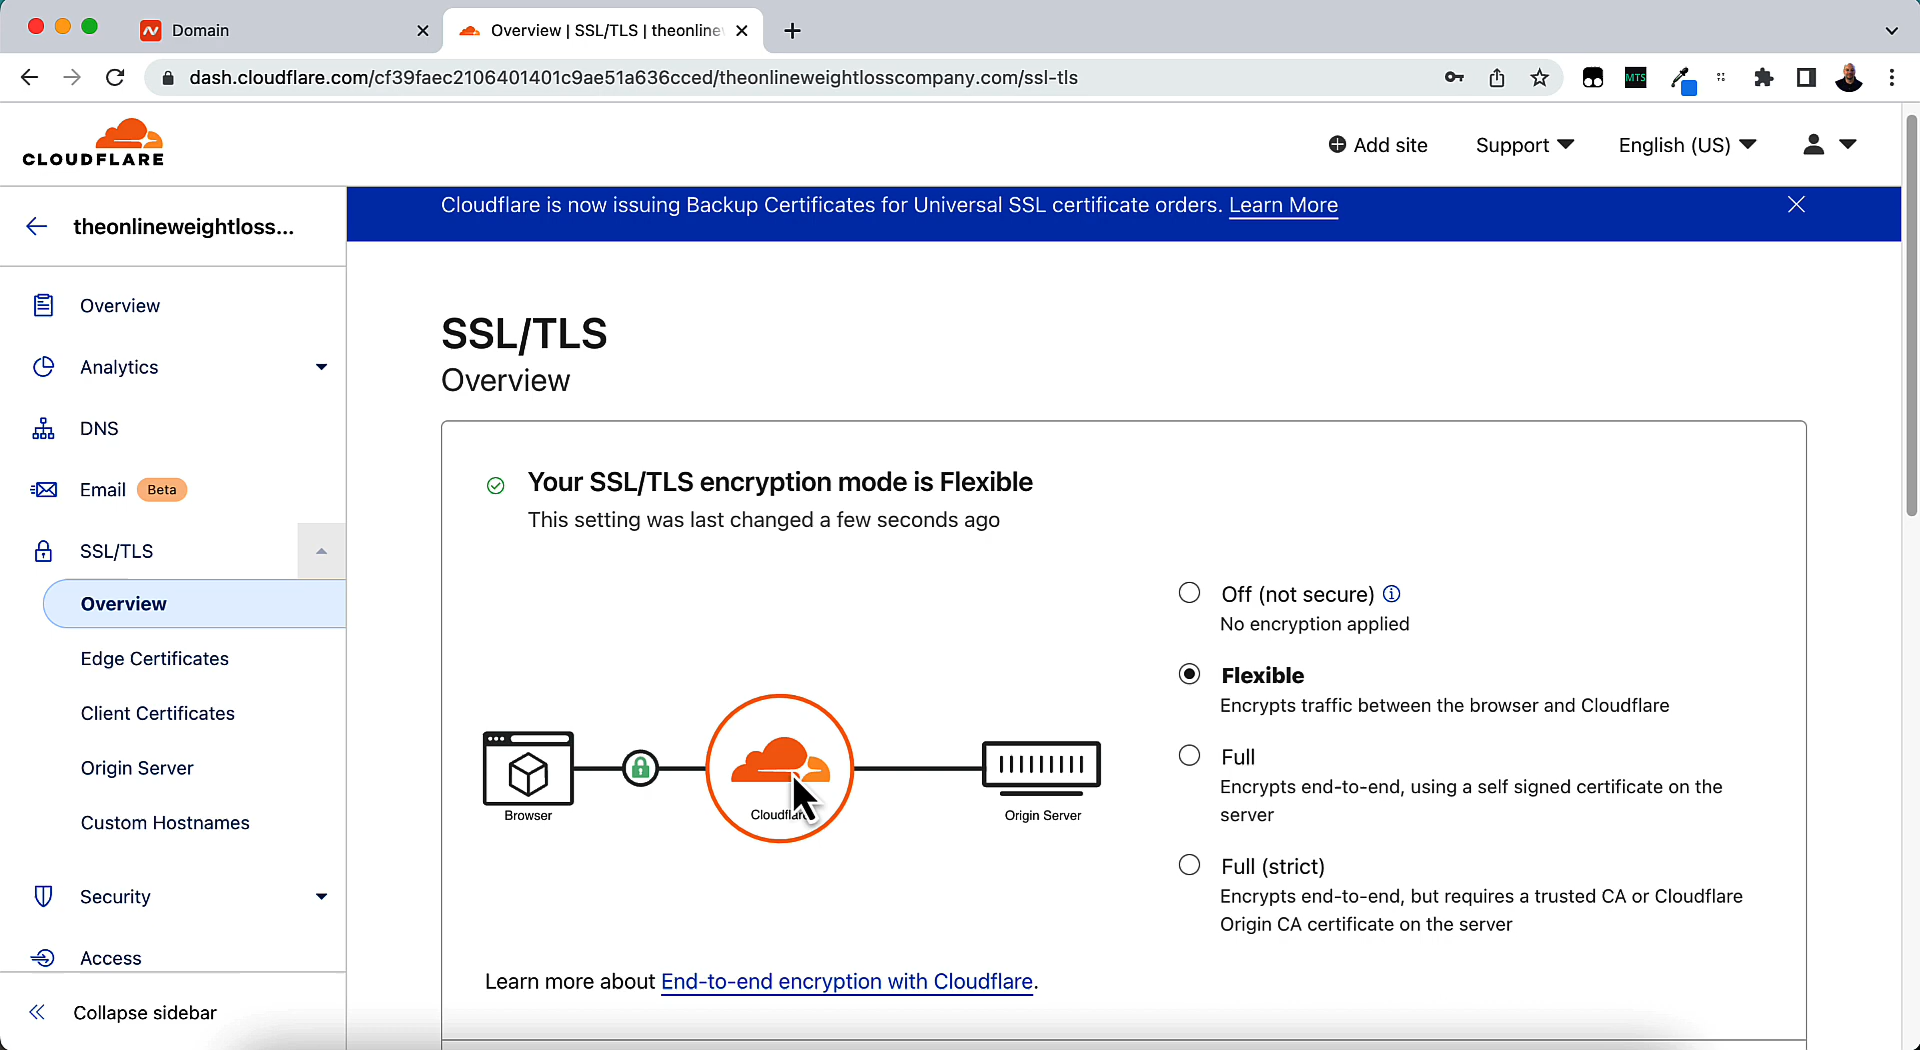 Domain
Overview | SSL/TLS | theonlinew
dash.cloudflare.com/cf39faec2106401401c9ae51a636cced/theonlineweightlosscompany.com/ssl-tls
MTS
CLOUDFLARE
Add site
Support
English (US)
Cloudflare is now issuing Backup Certificates for Universal SSL certificate orders. Learn More
theonlineweightloss...
Overview
Analytics
DNS
Email Beta
SSL/TLS
Overview
Edge Certificates
Client Certificates
Origin Server
Custom Hostnames
Security
Access
Collapse sidebar
SSL/TLS
Overview
Your SSL/TLS encryption mode is Flexible
This setting was last changed a few seconds ago
Browser
Cloudflare
Origin Server
Off (not secure)
No encryption applied
Flexible
Encrypts traffic between the browser and Cloudflare
Full
Encrypts end-to-end, using a self signed certificate on the
server
Full (strict)
Encrypts end-to-end, but requires a trusted CA or Cloudflare
Origin CA certificate on the server
Learn more about End-to-end encryption with Cloudflare.